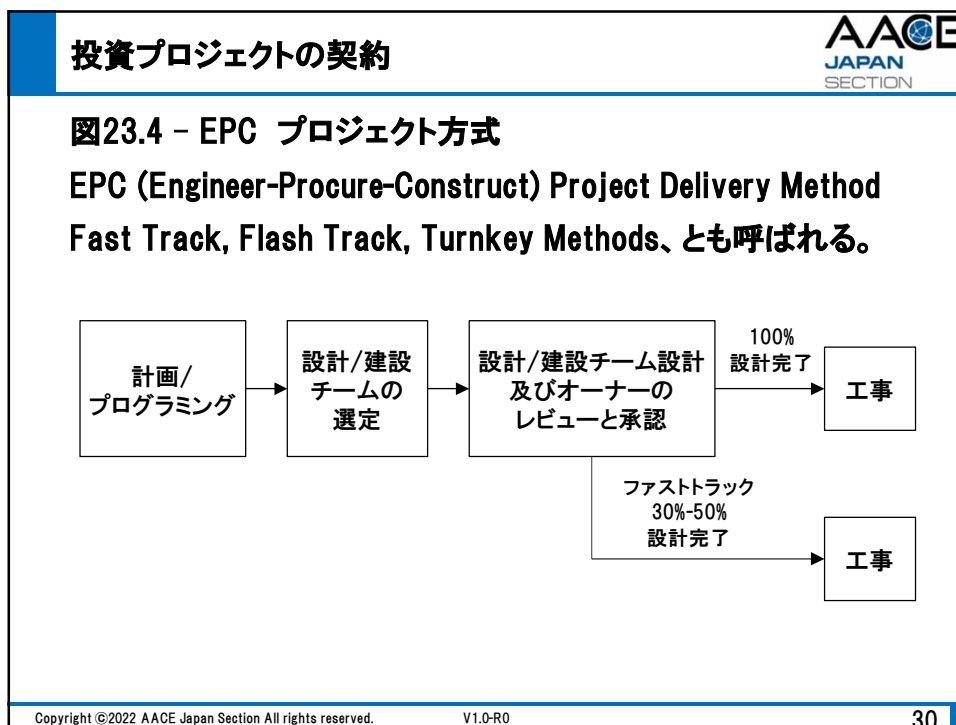 投資プロジェクトの契約
AACE
JAPAN
SECTION
図23.4 – EPC プロジェクト方式
EPC (Engineer-Procure-Construct) Project Delivery Method
Fast Track, Flash Track, Turnkey Methods、とも呼ばれる。
計画/
プログラミング
設計/建設
チームの
選定
設計/建設チーム設計
及びオーナーの
レビューと承認
100%
設計完了
工事
ファストトラック
30%-50%
設計完了
工事
Copyright ©2022 AACE Japan Section All rights reserved. V1.0-R0 30